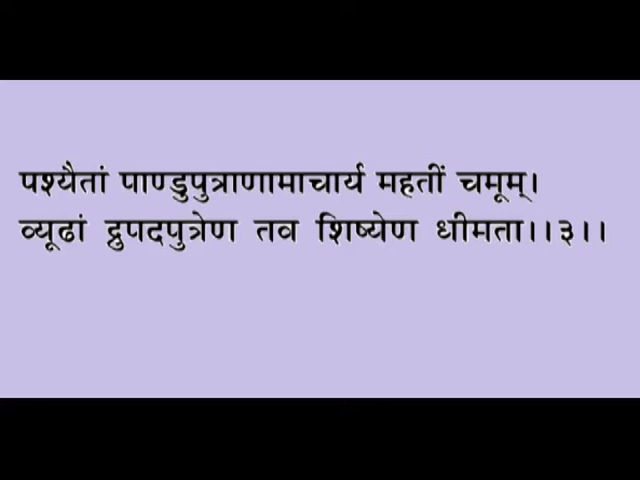 पश्यैतां पाण्डुपुत्राणामाचार्य महतीं चमूम्।
व्यूढां द्रुपदपुत्रेण तव शिष्येण धीमता।।३।।